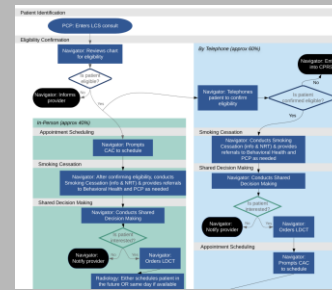 Patient Identification
PCP: Enters LCS consult
Eligibility Confirmation
Navigator: Reviews chart
for eligibility
Is patient
eligible?
Navigator: Informs
provider
No
Yes
In-Person (approx 40%)
Appointment Scheduling
Navigator: Prompts
CAC to schedule
Smoking Cessation
Navigator: After confirming eligibility, conducts
Smoking Cessation (info & NRT) & provides referrals
to Behavioral Health and PCP as needed
Shared Decision Making
Navigator: Conducts Shared
Decision Making
Is patient
interested?
Navigator:
Notify provider
Navigator:
Orders LDCT
Radiology: Either schedules patient in
the future OR same day if available
By Telephone (approx 60%)
Navigator: Telephones
patient to confirm
eligibility
Is patient
confirmed eligible?
Navigator:
into CPRS
Yes
Smoking Cessation
Navigator: Conducts Smoking
Cessation (info & NRT) & provides
referrals to Behavioral Health and
PCP as needed
Shared Decision Making
Navigator: Conducts Shared
Decision Making
Is patient
interested?
Navigator:
Notify provider
Navigator:
Orders LDCT
Appointment Scheduling
Navigator: Prompts
CAC to schedule